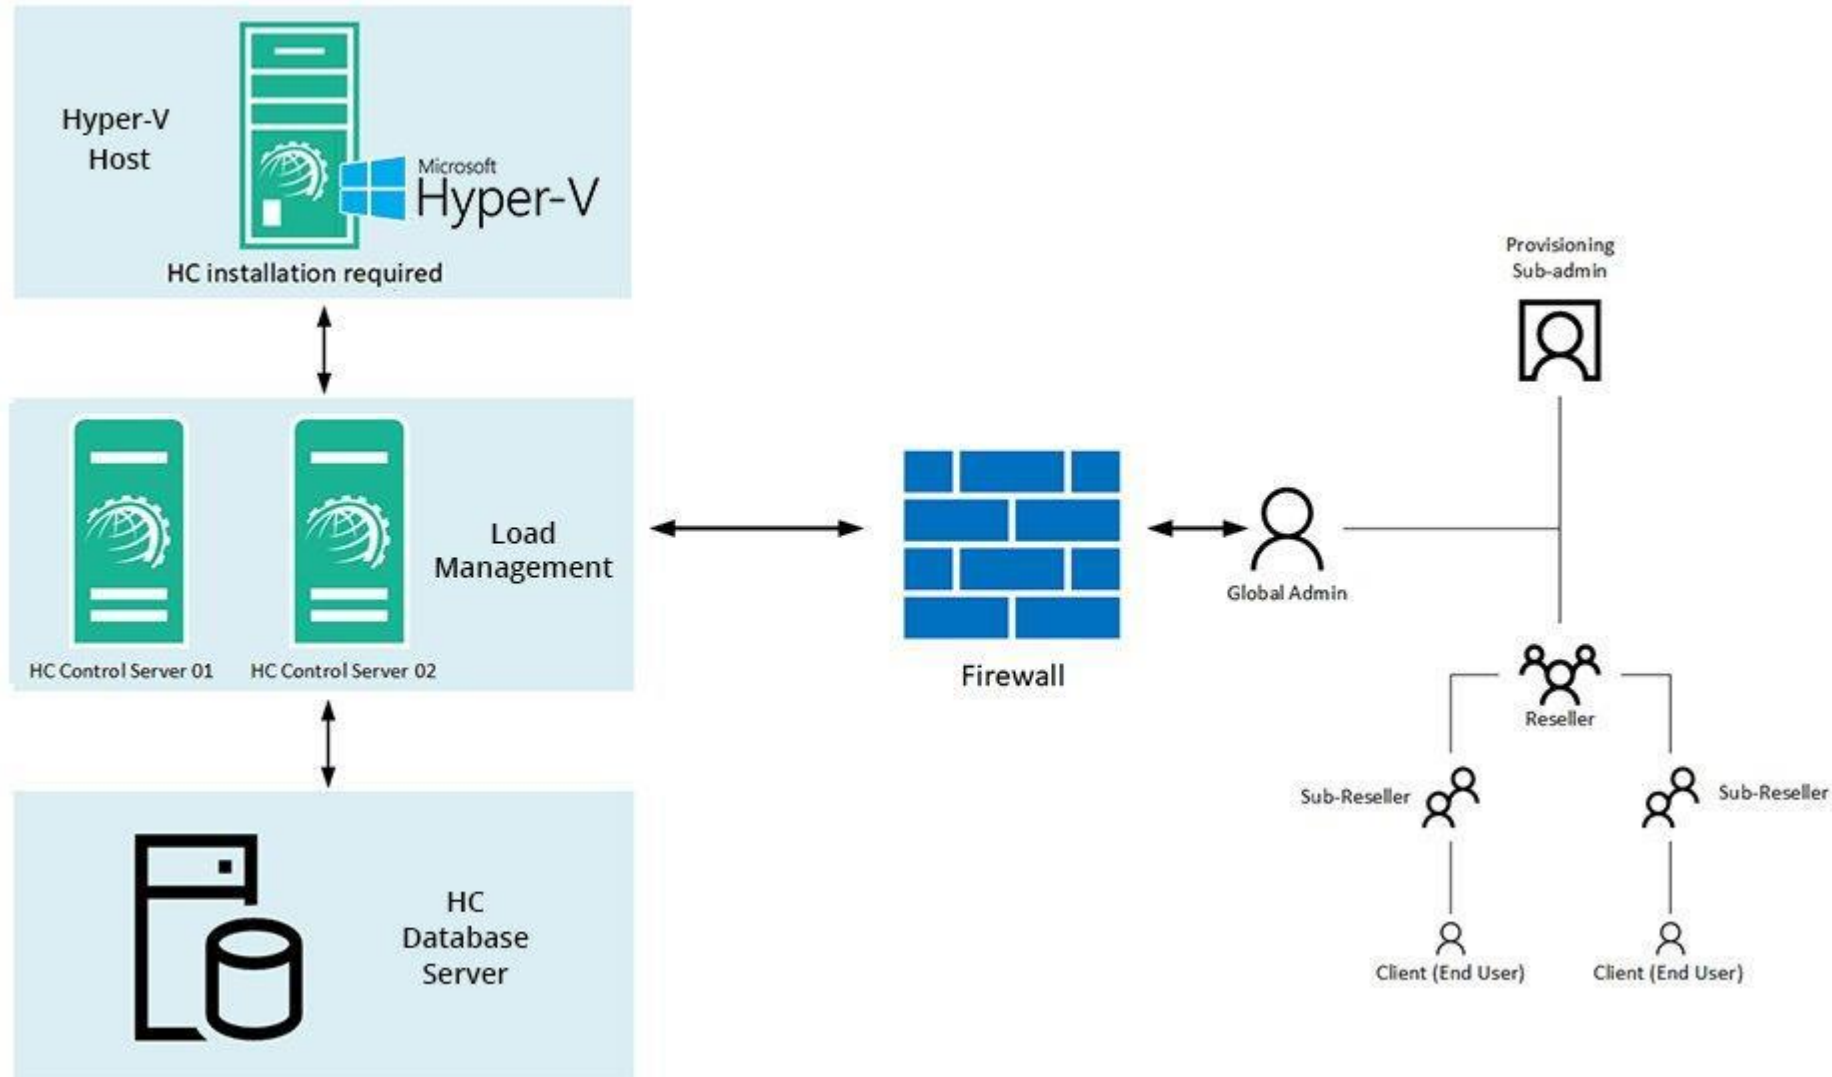 Hyper-V
Host
Microsoft
Hyper-V
HC installation required
HC Control Server 01
HC Control Server 02
Load
Management
HC
Database
Server
Firewall
Global Admin
Provisioning
Sub-admin
Reseller
Sub-Reseller
Sub-Reseller
Client (End User)
Client (End User)